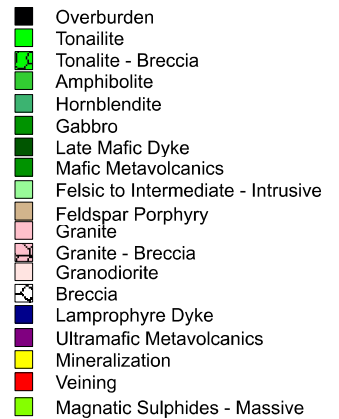 Overburden
Tonailite
Tonalite - Breccia
Amphibolite
Hornblendite
Gabbro
Late Mafic Dyke
Mafic Metavolcanics
Felsic to Intermediate - Intrusive
Feldspar Porphyry
Granite
Granite - Breccia
Granodiorite
Breccia
Lamprophyre Dyke
Ultramafic Metavolcanics
Mineralization
Veining
Magnatic Sulphides - Massive